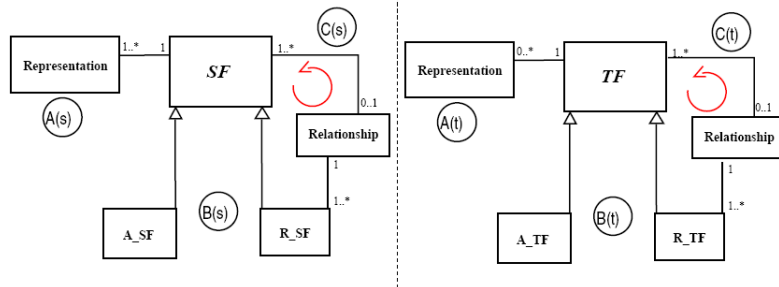 C(s)
1..*
1
SF
1..*
Representation
A(s)
0..1
Relationship
1
B(s)
1..*
A_SF
R_SF
C(t)
0..*
1
TF
1..*
Representation
A(t)
0..1
Relationship
1
B(t)
1..*
A_TF
R_TF